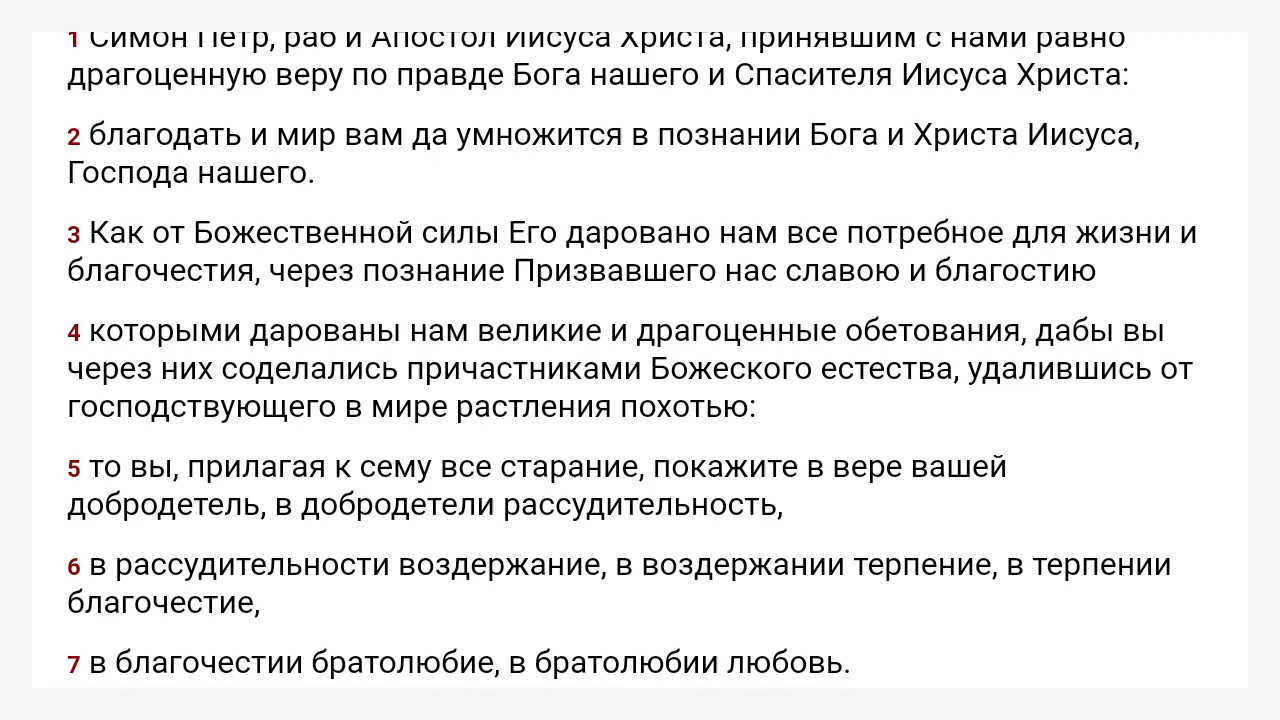 1 Симон Петр, раб и Апостол Иисуса Христа, принявшим с нами равно
драгоценную веру по правде Бога нашего и Спасителя Иисуса Христа:
2 благодать и мир вам да умножится в познании Бога и Христа Иисуса,
Господа нашего.
3 Как от Божественной силы Его даровано нам все потребное для жизни и
благочестия, через познание Призвавшего нас славою и благостию
4 которыми дарованы нам великие и драгоценные обетования, дабы вы
через них соделались причастниками Божеского естества, удалившись от
господствующего в мире растления похотью:
5 то вы, прилагая к сему все старание, покажите в вере вашей
добродетель, в добродетели рассудительность,
6 в рассудительности воздержание, в воздержании терпение, в терпении
благочестие,
7 в благочестии братолюбие, в братолюбии любовь.